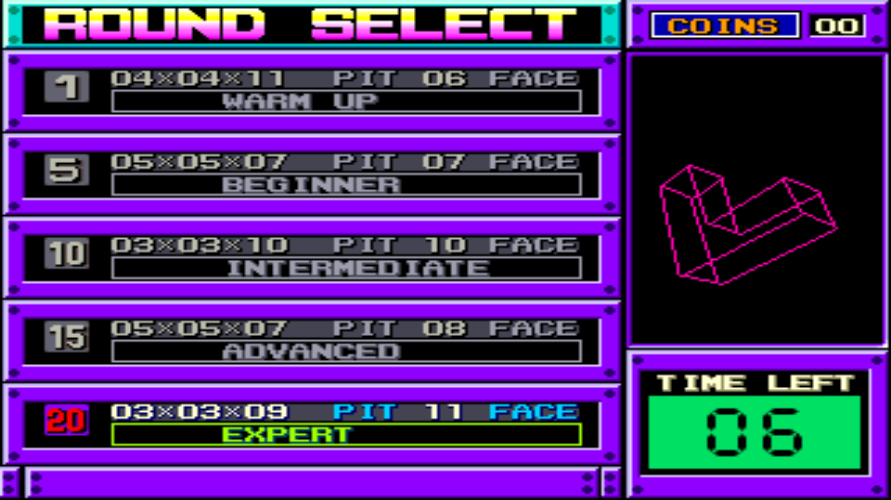 ROUND SELECT
COINS 00
1 04×04×11 PIT 06 FACE
WARM UP
5 05×05×07 PIT 07 FACE
BEGINNER
10 03×03×10 PIT 10 FACE
INTERMEDIATE
15 05×05×07 PIT 08 FACE
ADVANCED
20 03×03×09 PIT 11 FACE
EXPERT
TIME LEFT
06